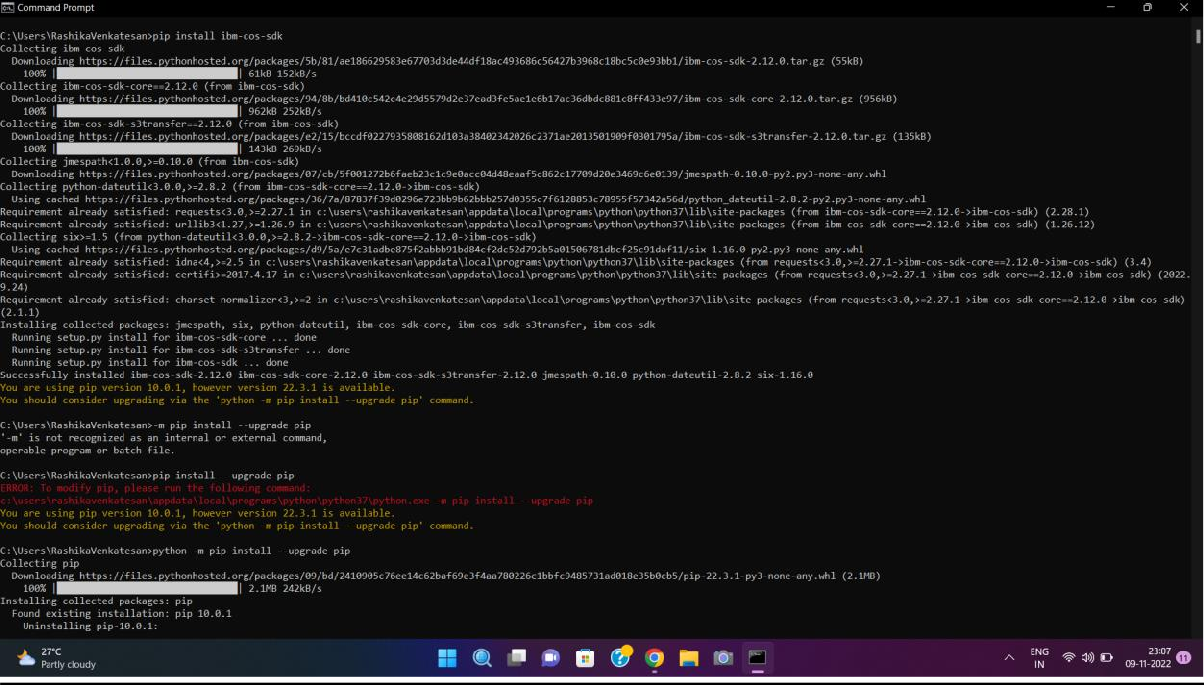 Command Prompt
C:\Users\RashikaVenkatesan>pip install ibm-cos-sdk
Collecting ibm-cos-sdk
Downloading https://files.pythonhosted.org/packages/5b/81/ae186629583e67703d3de44df18ac493686c56427b3968c18bc5c0e93bb1/ibm-cos-sdk-2.12.0.tar.gz (55kB)
100% | | 61kB 152kB/s
Collecting ibm-cos-sdk-core==2.12.0 (from ibm-cos-sdk)
Downloading https://files.pythonhosted.org/packages/94/8b/ ibm-cos-sdk-core-2.12.0.tar.gz (956kB)
100% | | 962kB 252kB/s
Collecting ibm-cos-sdk-s3transfer==2.12.0 (from ibm-cos-sdk)
Downloading https://files.pythonhosted.org/packages/e2/15/bccdf0227935808162d103a38402342026c2371ae2013501909f0301795a/ibm-cos-sdk-s3transfer-2.12.0.tar.gz (135kB)
100% | | 143kB 269kB/s
Collecting jmespath<1.0.0,>=0.10.0 (from ibm-cos-sdk)
Downloading https://files.pythonhosted.org/packages/07/cb/5f001272b6faeb23c1c9e0acc04d48eaaf5c862c17709d20e3469c6e0139/jmespath-0.10.0-py2.py3-none-any.whl
Collecting python-dateutil<3.0.0,>=2.8.2 (from ibm-cos-sdk-core==2.12.0->ibm-cos-sdk)
Using cached https://files.pythonhosted.org/packages/36/7a/87837f39d0296e723bb9b62bbb257d0355c7f6128853c78955f57342a56d/python_dateutil-2.8.2-py2.py3-none-any.whl
Requirement already satisfied: requests<3.0,>=2.27.1 in c:\users\rashikavenkatesan\appdata\local\programs\python\python37\lib\site-packages (from ibm-cos-sdk-core==2.12.0->ibm-cos-sdk) (2.28.1)
Requirement already satisfied: urllib3<1.27,>=1.26.9 in c:\users\rashikavenkatesan\appdata\local\programs\python\python37\lib\site-packages (from ibm-cos-sdk-core==2.12.0->ibm-cos-sdk) (1.26.12)
Collecting six>=1.5 (from python-dateutil<3.0.0,>=2.8.2->ibm-cos-sdk-core==2.12.0->ibm-cos-sdk)
Using cached https://files.pythonhosted.org/packages/d9/5a/e7c31adbe875f2abbb91bd84cf2dc52d792b5a01506781dbcf25c91daf11/six-1.16.0-py2.py3-none-any.whl
Requirement already satisfied: idna<4,>=2.5 in c:\users\rashikavenkatesan\appdata\local\programs\python\python37\lib\site-packages (from requests<3.0,>=2.27.1->ibm-cos-sdk-core==2.12.0->ibm-cos-sdk) (3.4)
Requirement already satisfied: certifi>=2017.4.17 in c:\users\rashikavenkatesan\appdata\local\programs\python\python37\lib\site-packages (from requests<3.0,>=2.27.1->ibm-cos-sdk-core==2.12.0->ibm-cos-sdk) (2022.
9.24)
Requirement already satisfied: charset-normalizer<3,>=2 in c:\users\rashikavenkatesan\appdata\local\programs\python\python37\lib\site-packages (from requests<3.0,>=2.27.1->ibm-cos-sdk-core==2.12.0->ibm-cos-sdk)
(2.1.1)
Installing collected packages: jmespath, six, python-dateutil, ibm-cos-sdk-core, ibm-cos-sdk-s3transfer, ibm-cos-sdk
Running setup.py install for ibm-cos-sdk-core ... done
Running setup.py install for ibm-cos-sdk-s3transfer ... done
Running setup.py install for ibm-cos-sdk ... done
Successfully installed ibm-cos-sdk-2.12.0 ibm-cos-sdk-core-2.12.0 ibm-cos-sdk-s3transfer-2.12.0 jmespath-0.10.0 python-dateutil-2.8.2 six-1.16.0
You are using pip version 10.0.1, however version 22.3.1 is available.
You should consider upgrading via the 'python -m pip install --upgrade pip' command.
C:\Users\RashikaVenkatesan>-m pip install --upgrade pip
'-m' is not recognized as an internal or external command,
operable program or batch file.
C:\Users\RashikaVenkatesan>pip install --upgrade pip
ERROR: To modify pip, please run the following command:
c:\users\rashikavenkatesan\appdata\local\programs\python\python37\python.exe -m pip install --upgrade pip
You are using pip version 10.0.1, however version 22.3.1 is available.
You should consider upgrading via the 'python -m pip install --upgrade pip' command.
C:\Users\RashikaVenkatesan>python -m pip install --upgrade pip
Collecting pip
Downloading https://files.pythonhosted.org/packages/09/bd/2410905c76ee14c62baf69e3f4aa780226c1bbfc9485731ad018e35b0cb5/pip-22.3.1-py3-none-any.whl (2.1MB)
100% | | 2.1MB 242kB/s
Installing collected packages: pip
Found existing installation: pip 10.0.1
Uninstalling pip-10.0.1:
27°C
Partly cloudy
ENG
IN
23:07
09-11-2022
11